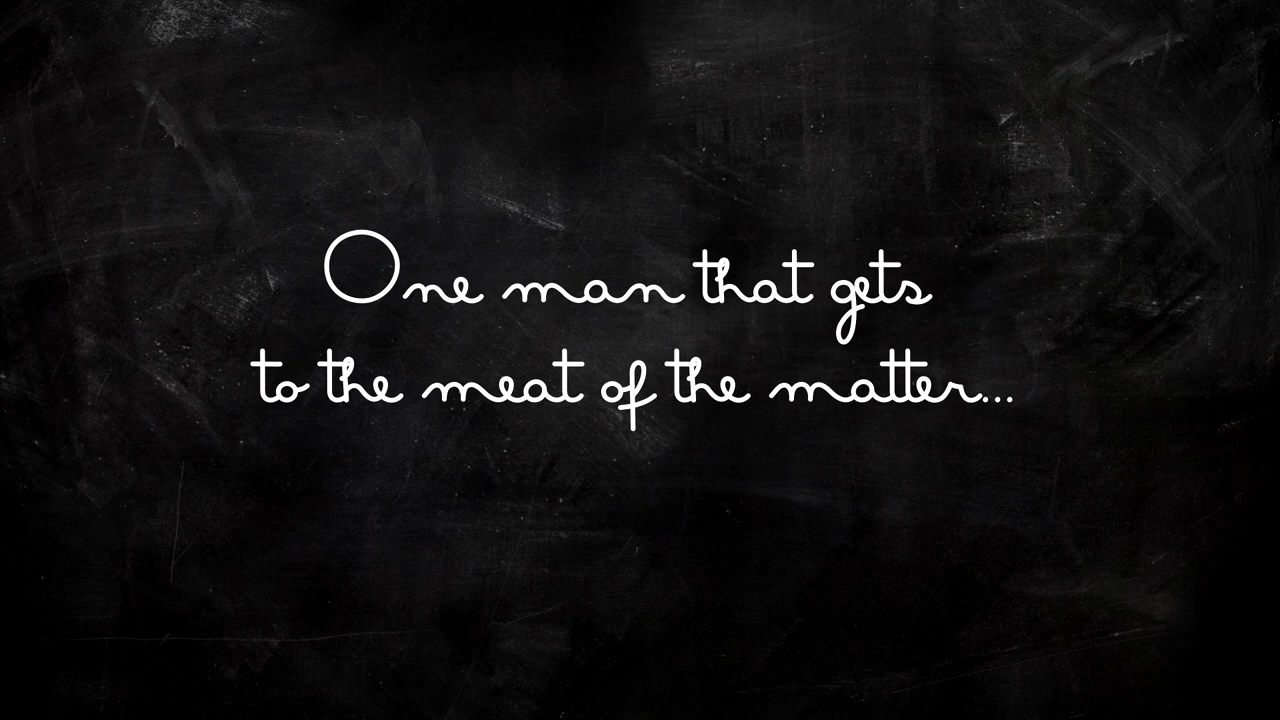 One man that gets
to the meat of the matter...